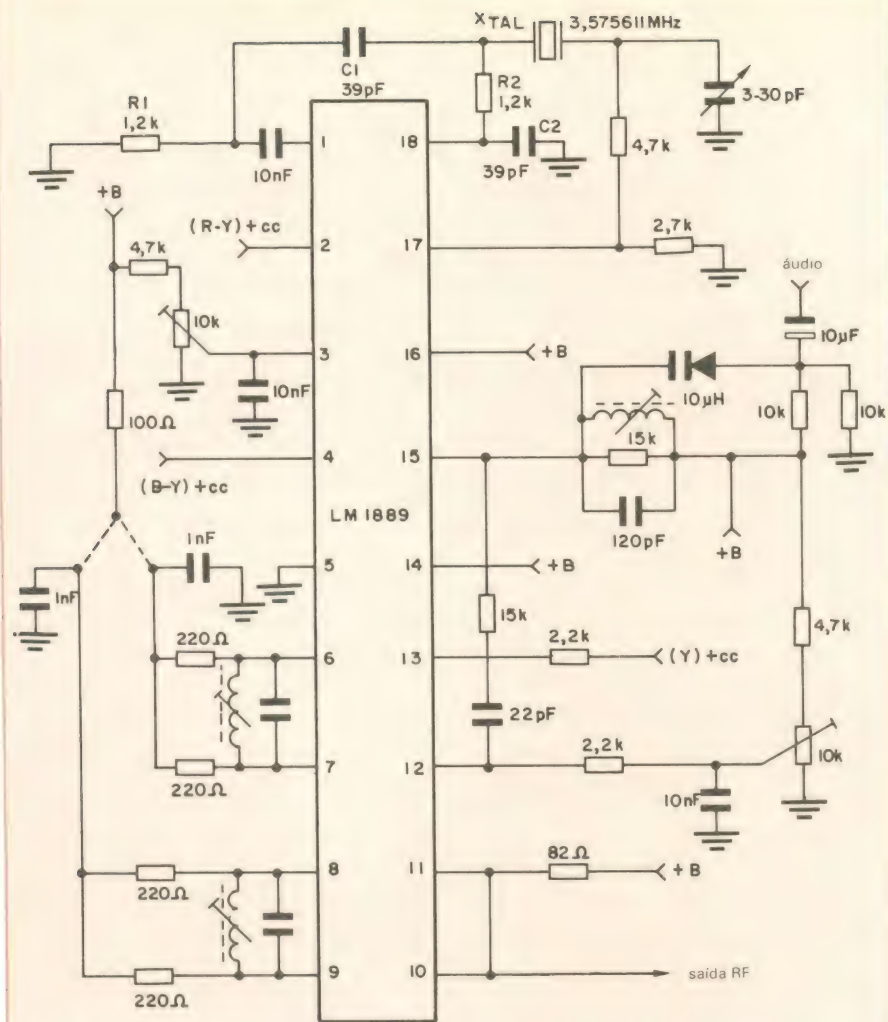 XTAL
3,575611MHz
C1
39pF
R1
1,2k
R2
1,2k
3-30pF
10nF
1
18
C2
39pF
4,7k
+B
(R-Y)+cc
2
17
2,7k
4,7k
áudio
10k
3
16
+B
10µF
10nF
10µH
10k
10k
100Ω
4
15
15k
(B-Y)+cc
LM 1889
120pF
+B
1nF
5
14
+B
1nF
15k
4,7k
220Ω
6
13
2,2k
(Y)+cc
22pF
2,2k
10k
220Ω
7
12
10nF
82Ω
8
11
+B
220Ω
9
10
saída RF
220Ω